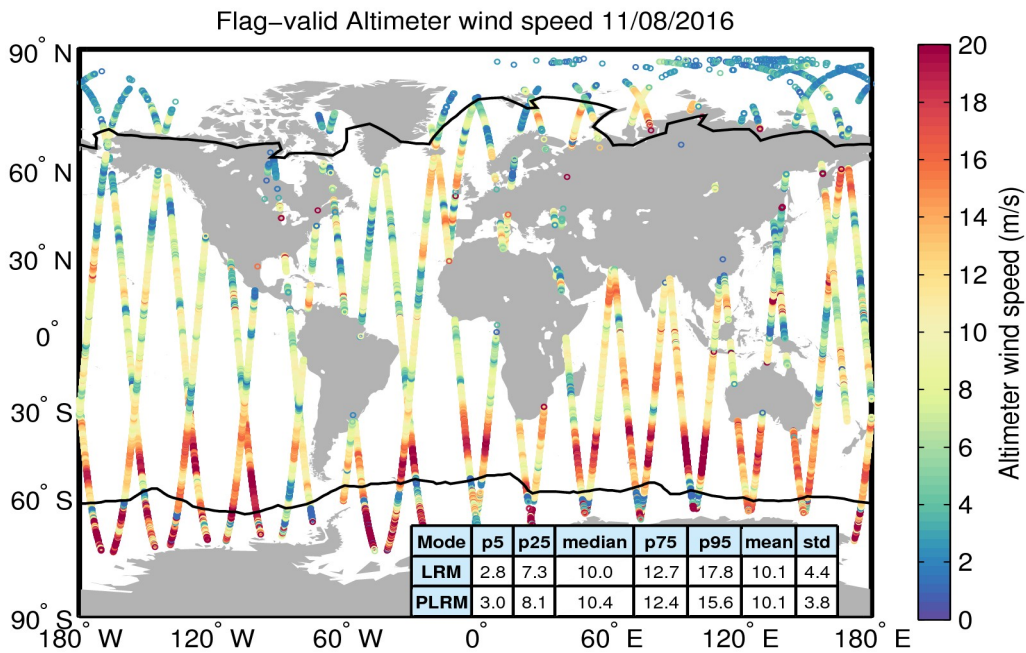 Flag−valid Altimeter wind speed 11/08/2016
90° N
60° N
30° N
0°
30° S
60° S
90° S
180° W
120° W
60° W
0°
60° E
120° E
180° E
Mode p5 p25 median p75 p95 mean std
LRM 2.8 7.3 10.0 12.7 17.8 10.1 4.4
PLRM 3.0 8.1 10.4 12.4 15.6 10.1 3.8
20
18
16
14
12
10
8
6
4
2
0
Altimeter wind speed (m/s)